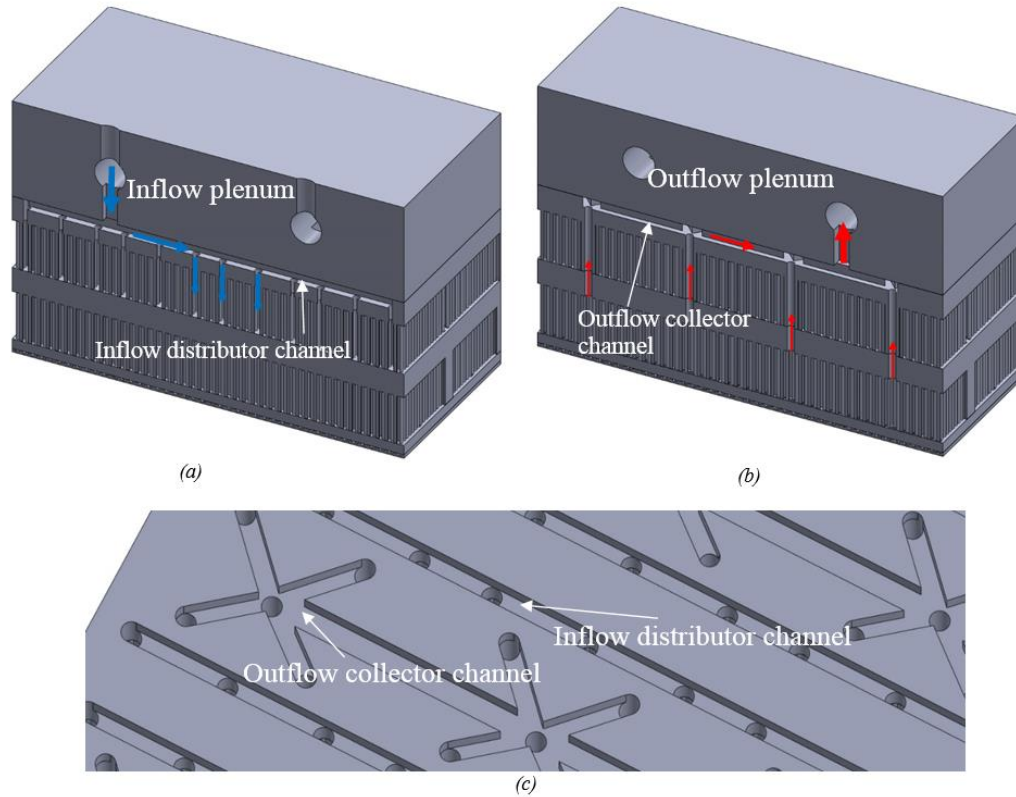 Inflow plenum
Inflow distributor channel
(a)
Outflow plenum
Outflow collector
channel
(b)
Inflow distributor channel
Outflow collector channel
(c)